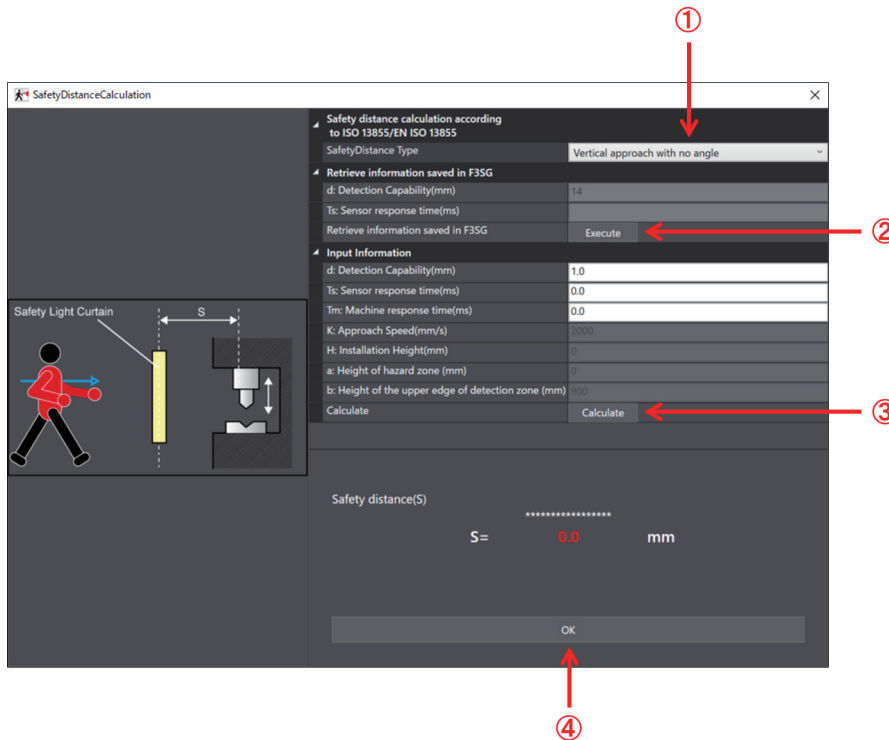 ①
SafetyDistanceCalculation
Safety distance calculation according
to ISO 13855/EN ISO 13855
SafetyDistance Type Vertical approach with no angle
Retrieve information saved in F3SG
d: Detection Capability(mm) 14
Ts: Sensor response time(ms)
Retrieve information saved in F3SG Execute
②
Input Information
d: Detection Capability(mm) 1.0
Ts: Sensor response time(ms) 0.0
Tm: Machine response time(ms) 0.0
K: Approach Speed(mm/s) 2000
H: Installation Height(mm) 0
a: Height of hazard zone (mm) 0
b: Height of the upper edge of detection zone (mm) 900
Calculate Calculate
③
Safety Light Curtain
S
Safety distance(S)
*****************
S= 0.0 mm
OK
④